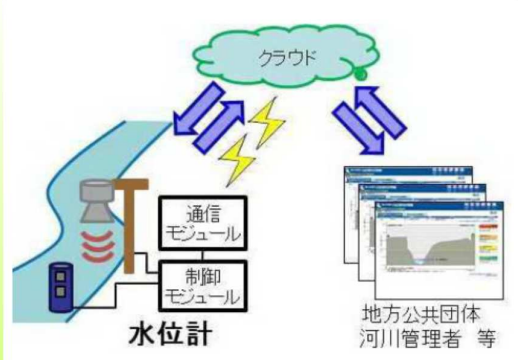 クラウド
通信
モジュール
制御
モジュール
水位計
地方公共団体
河川管理者 等